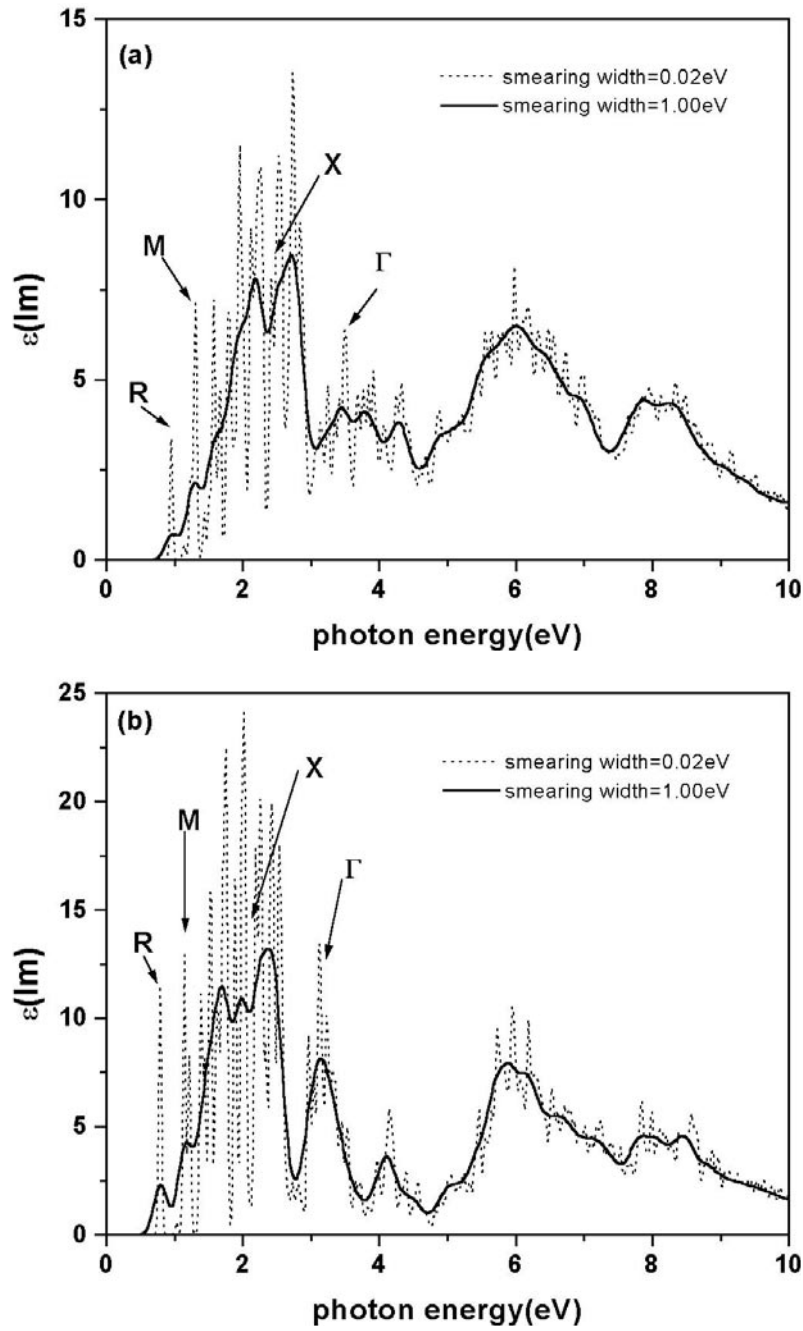 (a)
smearing width=0.02eV
smearing width=1.00eV
X
M
Γ
R
ε(Im)
15
10
5
0
0 2 4 6 8 10
photon energy(eV)
(b)
smearing width=0.02eV
smearing width=1.00eV
X
M
Γ
R
ε(Im)
25
20
15
10
5
0
0 2 4 6 8 10
photon energy(eV)